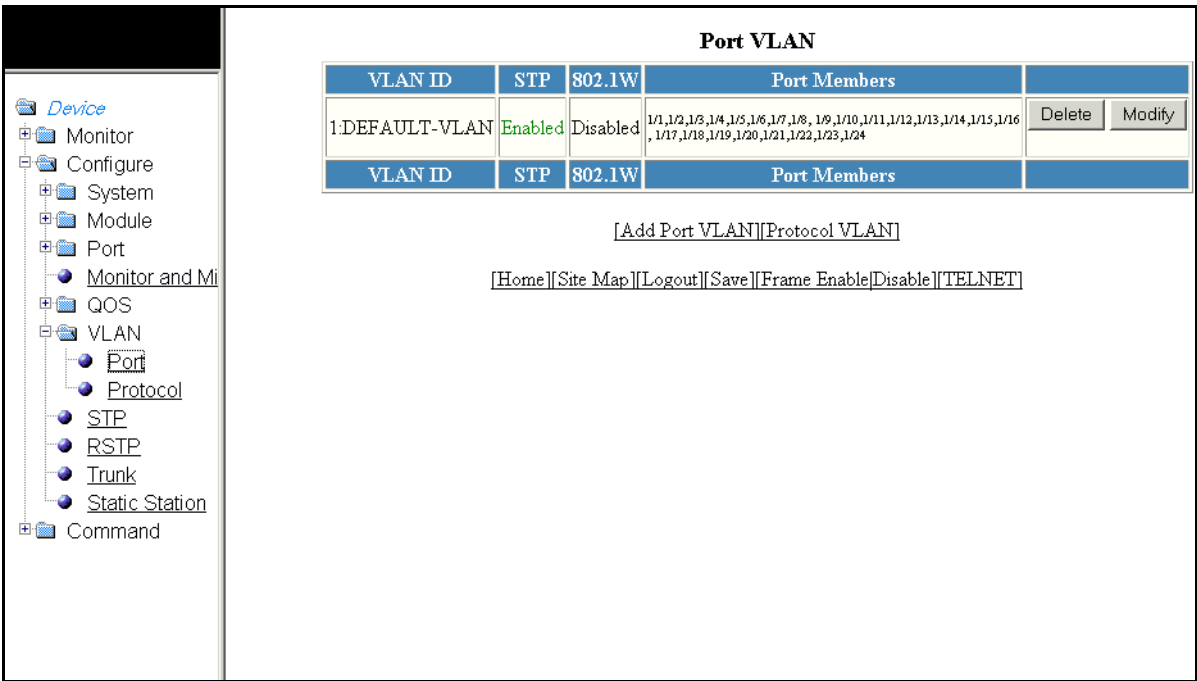 Device
Monitor
Configure
System
Module
Port
Monitor and Mi
QOS
VLAN
Port
Protocol
STP
RSTP
Trunk
Static Station
Command
Port VLAN
VLAN ID STP 802.1W Port Members
1:DEFAULT-VLAN Enabled Disabled 1/1,1/2,1/3,1/4,1/5,1/6,1/7,1/8, 1/9,1/10,1/11,1/12,1/13,1/14,1/15,1/16 Delete Modify
, 1/17,1/18,1/19,1/20,1/21,1/22,1/23,1/24
VLAN ID STP 802.1W Port Members
[Add Port VLAN][Protocol VLAN]
[Home][Site Map][Logout][Save][Frame Enable|Disable][TELNET]